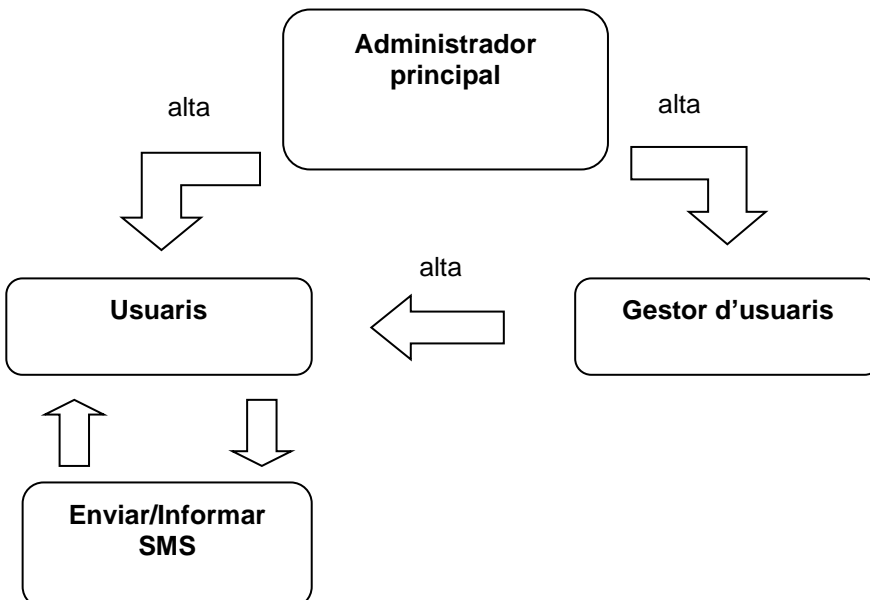 Administrador
principal
alta
alta
alta
Usuaris
Gestor d’usuaris
Enviar/Informar
SMS